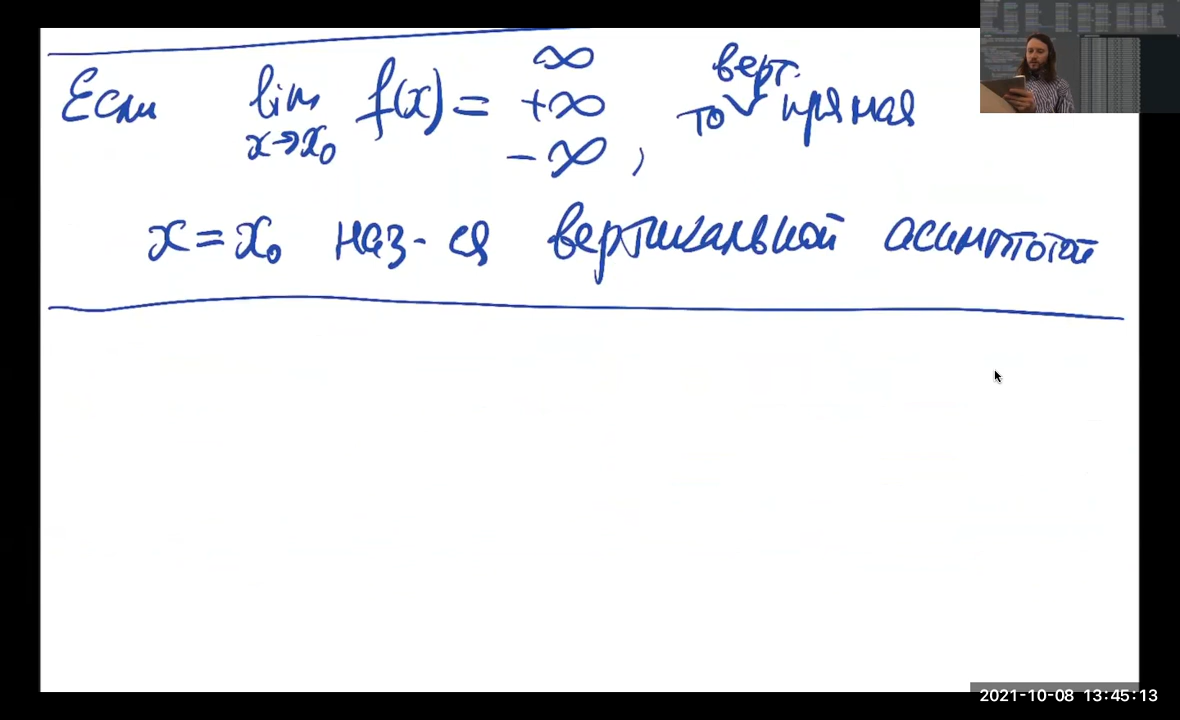 Если lim f(x) = ∞ верт.
x→x₀ +∞ то ∨ прямая
-∞,
x = x₀ наз-ся вертикальной асимптотой
2021-10-08 13:45:13